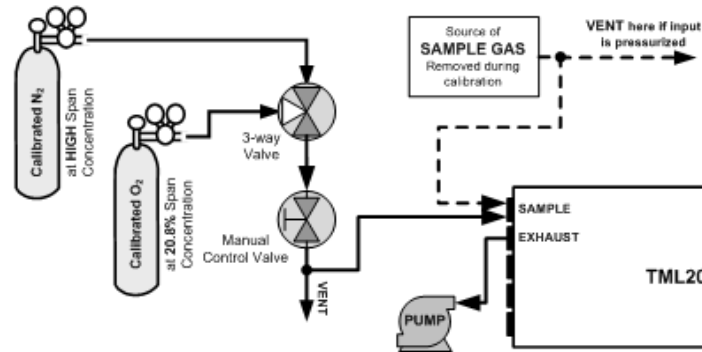 Calibrated N2
at HIGH Span
Concentration
Calibrated O2
at 20.8% Span
Concentration
3-way
Valve
Manual
Control Valve
VENT
Source of
SAMPLE GAS
Removed during
calibration
VENT here if input
is pressurized
SAMPLE
EXHAUST
PUMP
TML20